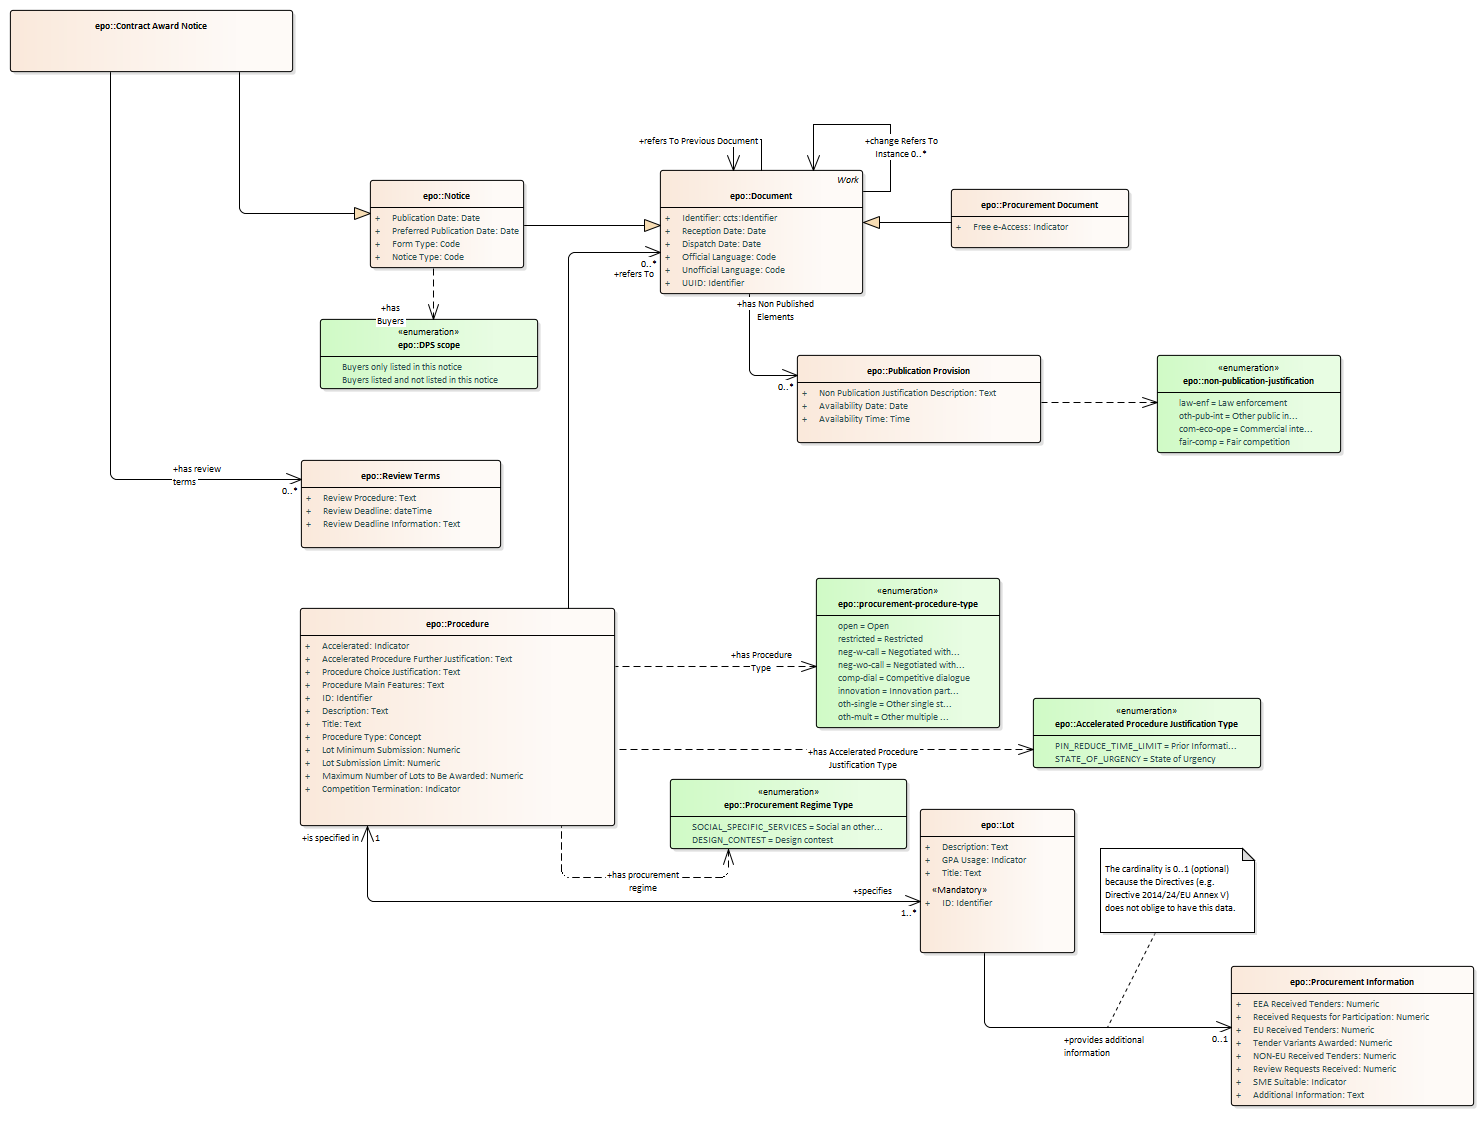 epo::Contract Award Notice
+refers To Previous Document
+change Refers To
Instance 0..*
epo::Notice
+ Publication Date: Date
+ Preferred Publication Date: Date
+ Form Type: Code
+ Notice Type: Code
Work
epo::Document
+ Identifier: ccts:Identifier
+ Reception Date: Date
+ Dispatch Date: Date
+ Official Language: Code
+ Unofficial Language: Code
+ UUID: Identifier
epo::Procurement Document
+ Free e-Access: Indicator
0..*
+refers To
+has
Buyers
«enumeration»
epo::DPS scope
Buyers only listed in this notice
Buyers listed and not listed in this notice
+has Non Published
Elements
0..*
epo::Publication Provision
+ Non Publication Justification Description: Text
+ Availability Date: Date
+ Availability Time: Time
«enumeration»
epo::non-publication-justification
law-enf = Law enforcement
oth-pub-int = Other public in...
com-eco-ope = Commercial inte...
fair-comp = Fair competition
+has review
terms
0..*
epo::Review Terms
+ Review Procedure: Text
+ Review Deadline: dateTime
+ Review Deadline Information: Text
epo::Procedure
+ Accelerated: Indicator
+ Accelerated Procedure Further Justification: Text
+ Procedure Choice Justification: Text
+ Procedure Main Features: Text
+ ID: Identifier
+ Description: Text
+ Title: Text
+ Procedure Type: Concept
+ Lot Minimum Submission: Numeric
+ Lot Submission Limit: Numeric
+ Maximum Number of Lots to Be Awarded: Numeric
+ Competition Termination: Indicator
+has Procedure
Type
«enumeration»
epo::procurement-procedure-type
open = Open
restricted = Restricted
neg-w-call = Negotiated with...
neg-wo-call = Negotiated with...
comp-dial = Competitive dialogue
innovation = Innovation part...
oth-single = Other single st...
oth-mult = Other multiple ...
+has Accelerated Procedure
Justification Type
«enumeration»
epo::Accelerated Procedure Justification Type
PIN_REDUCE_TIME_LIMIT = Prior Informati...
STATE_OF_URGENCY = State of Urgency
«enumeration»
epo::Procurement Regime Type
SOCIAL_SPECIFIC_SERVICES = Social an other...
DESIGN_CONTEST = Design contest
+is specified in
1
+has procurement
regime
+specifies
1..*
epo::Lot
+ Description: Text
+ GPA Usage: Indicator
+ Title: Text
«Mandatory»
+ ID: Identifier
The cardinality is 0..1 (optional)
because the Directives (e.g.
Directive 2014/24/EU Annex V)
does not oblige to have this data.
+provides additional
information
0..1
epo::Procurement Information
+ EEA Received Tenders: Numeric
+ Received Requests for Participation: Numeric
+ EU Received Tenders: Numeric
+ Tender Variants Awarded: Numeric
+ NON-EU Received Tenders: Numeric
+ Review Requests Received: Numeric
+ SME Suitable: Indicator
+ Additional Information: Text